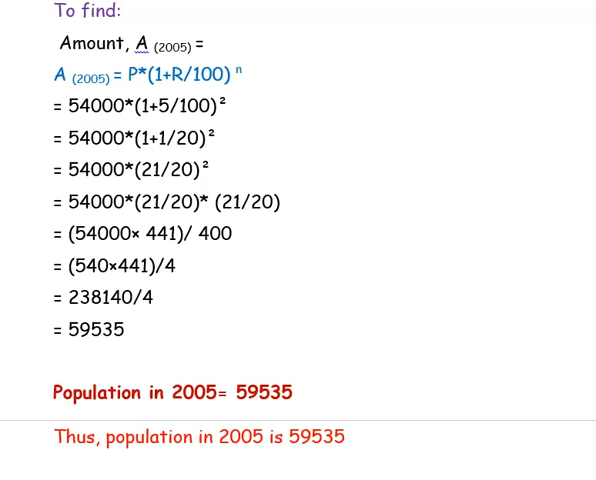 To find:
Amount, A (2005) =
A (2005) = P*(1+R/100) ⁿ
= 54000*(1+5/100)²
= 54000*(1+1/20)²
= 54000*(21/20)²
= 54000*(21/20)* (21/20)
= (54000× 441)/ 400
= (540×441)/4
= 238140/4
= 59535
Population in 2005= 59535
Thus, population in 2005 is 59535